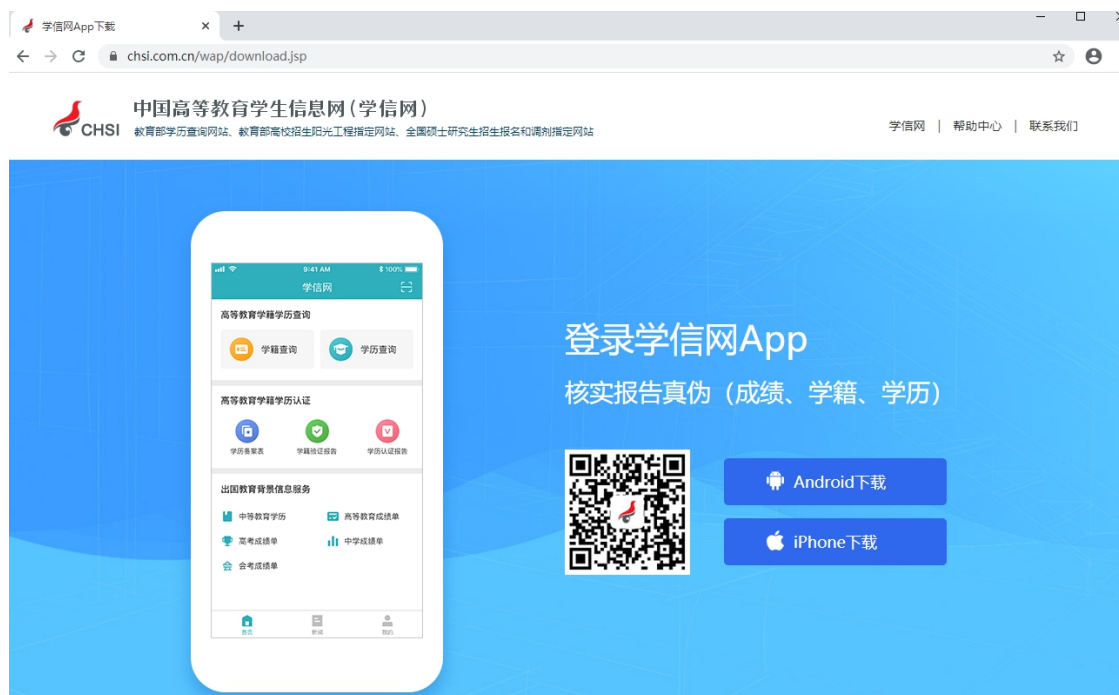 学信网App下载
chsi.com.cn/wap/download.jsp
CHSI
中国高等教育学生信息网(学信网)
教育部学历查询网站、教育部高校招生阳光工程指定网站、全国硕士研究生招生报名和调剂指定网站
学信网 | 帮助中心 | 联系我们
9:41 AM 100%
学信网
高等教育学籍学历查询
学籍查询 学历查询
高等教育学籍学历认证
学历备案表 学籍验证报告 学历认证报告
出国教育背景信息服务
中等教育学历 高等教育成绩单
高考成绩单 中学成绩单
会考成绩单
首页 新闻 我的
登录学信网App
核实报告真伪(成绩、学籍、学历)
Android下载
iPhone下载